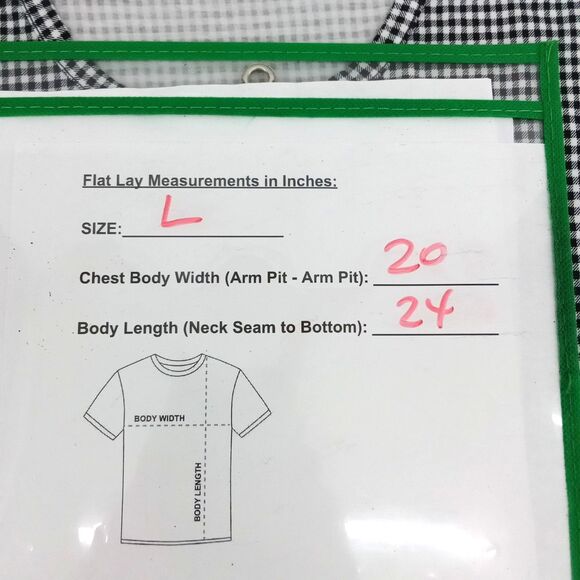 Flat Lay Measurements in Inches:
SIZE: L
Chest Body Width (Arm Pit - Arm Pit): 20
Body Length (Neck Seam to Bottom): 24
BODY WIDTH
BODY LENGTH